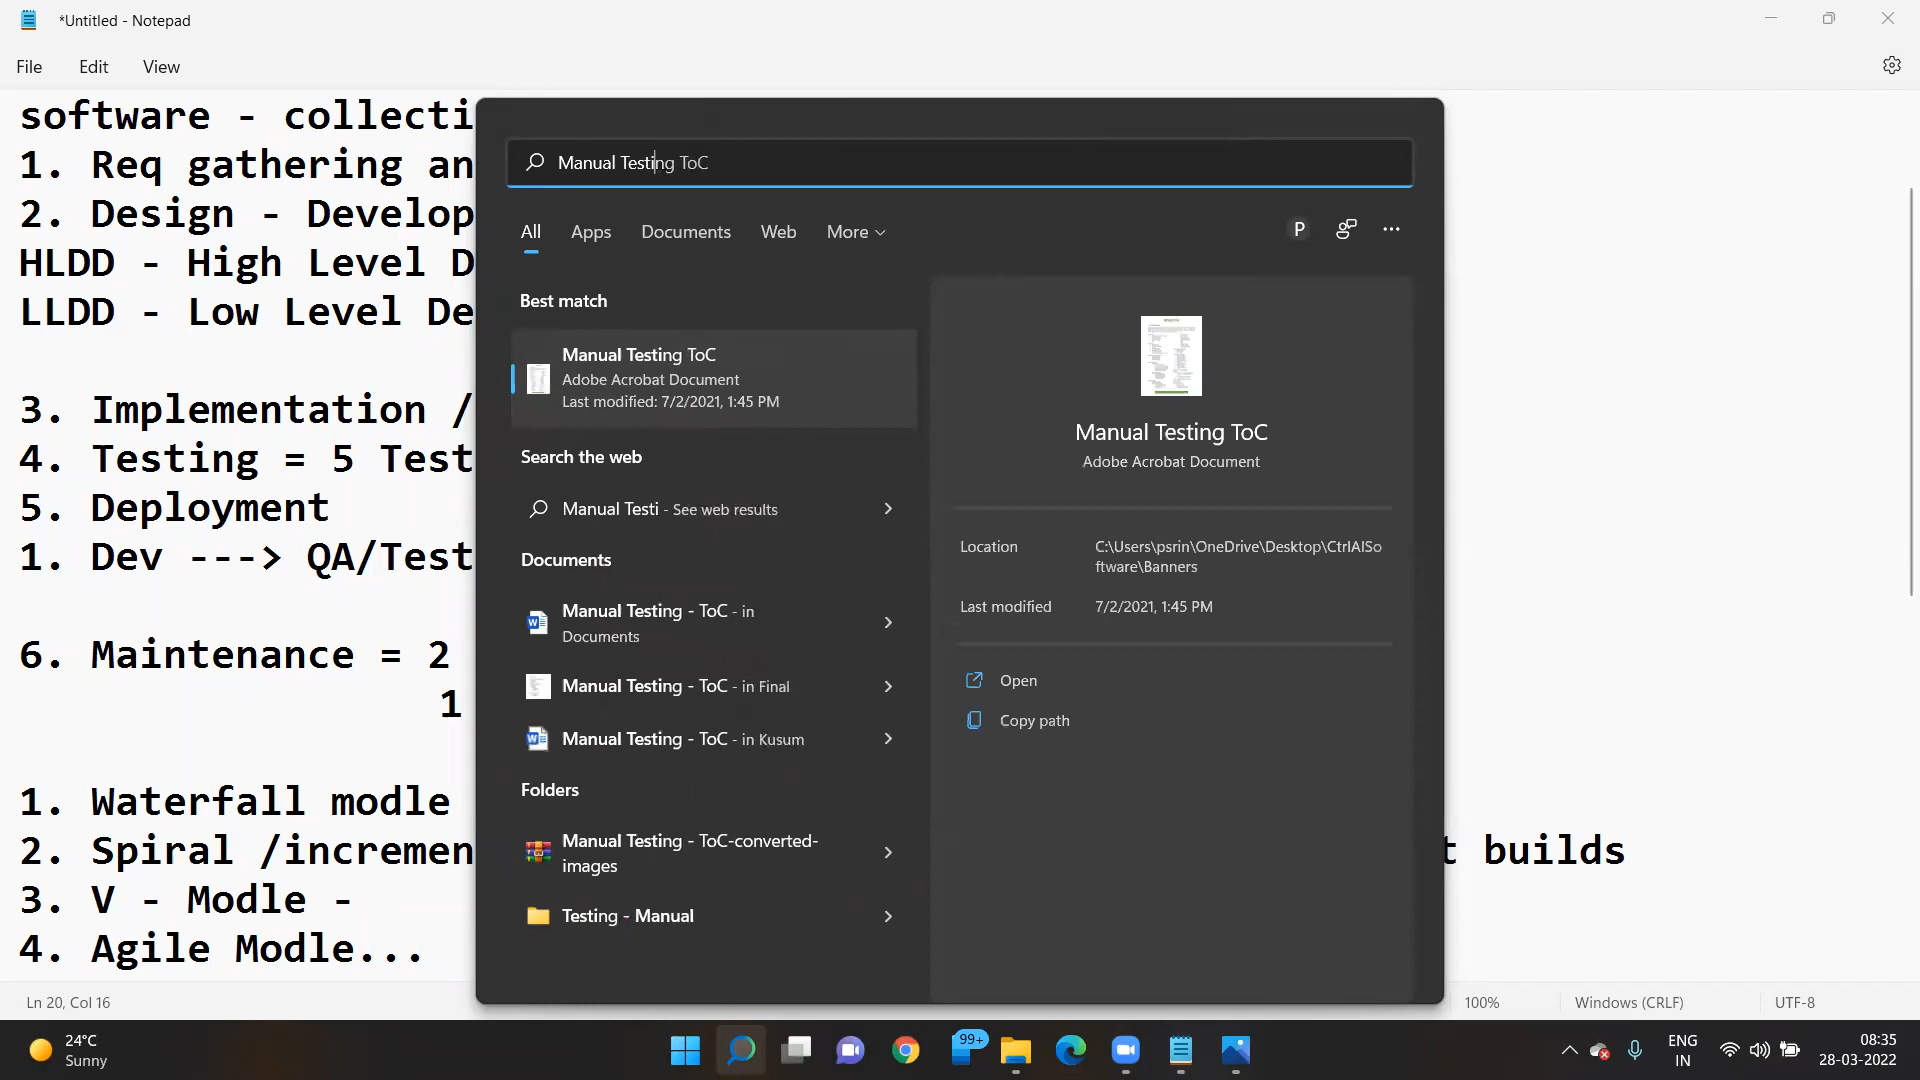 *Untitled - Notepad
File Edit View
software - collecti
1. Req gathering an
2. Design - Develop
HLDD - High Level D
LLDD - Low Level De
3. Implementation /
4. Testing = 5 Test
5. Deployment
1. Dev ---> QA/Test
6. Maintenance = 2
1
1. Waterfall modle
2. Spiral /incremen
t builds
3. V - Modle -
4. Agile Modle...
Manual Testing ToC
All Apps Documents Web More
P
Best match
Manual Testing ToC
Adobe Acrobat Document
Last modified: 7/2/2021, 1:45 PM
Search the web
Manual Testi - See web results
Documents
Manual Testing - ToC - in
Documents
Manual Testing - ToC - in Final
Manual Testing - ToC - in Kusum
Folders
Manual Testing - ToC-converted-
images
Testing - Manual
Manual Testing ToC
Adobe Acrobat Document
Location C:\Users\psrin\OneDrive\Desktop\CtrlAlSo
ftware\Banners
Last modified 7/2/2021, 1:45 PM
Open
Copy path
Ln 20, Col 16 100% Windows (CRLF) UTF-8
24°C
Sunny
99+
ENG
IN
08:35
28-03-2022